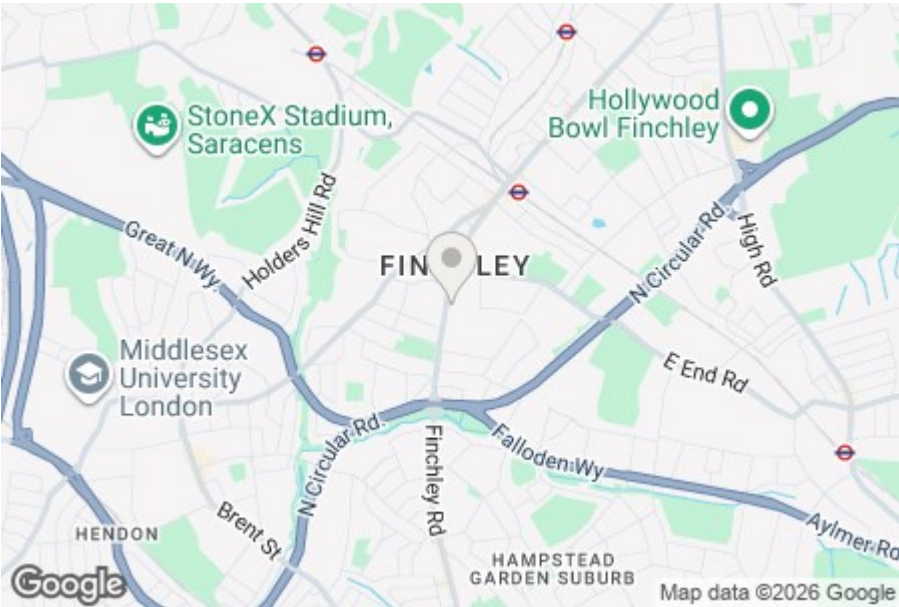 StoneX Stadium,
Saracens
Hollywood
Bowl Finchley
Holders Hill Rd
Great N Wy
FIN LEY
N Circular Rd
High Rd
Middlesex
University
London
E End Rd
N Circular Rd
Finchley Rd
Falloden Wy
Brent St
HENDON
Aylmer Rd
HAMPSTEAD
GARDEN SUBURB
Google
Map data ©2026 Google